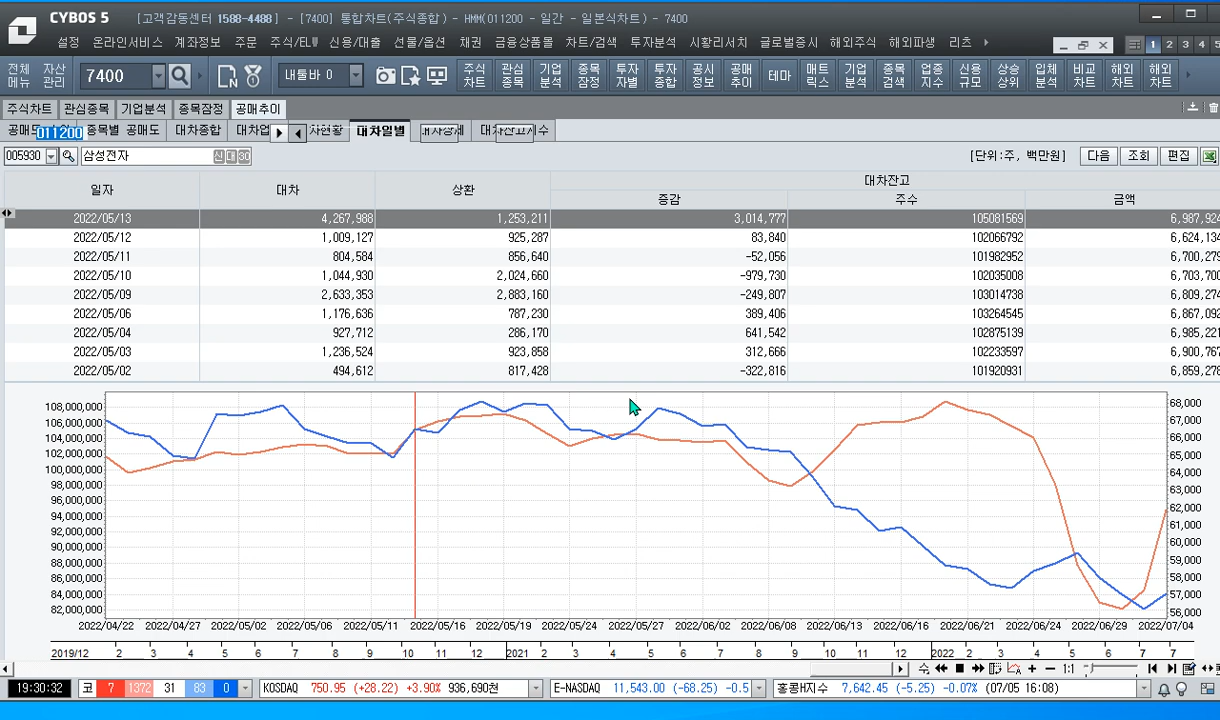 CYBOS 5 [고객감동센터 1588-4488] - [7400] 통합차트(주식종합) - HMM(011200 - 일간 - 일본식차트) - 7400
설정 온라인서비스 계좌정보 주문 주식/ELW 신용/대출 선물/옵션 채권 금융상품몰 차트/검색 투자분석 시황리서치 글로벌증시 해외주식 해외파생 리츠 1 2 3 4 5
전체메뉴 자산관리 7400 내툴바 0 주식차트 관심종목 기업분석 종목잠정 투자자별 투자종합 공시정보 공매추이 테마 매트릭스 기업분석 종목검색 업종지수 신용규모 상승상위 입체분석 비교차트 해외차트 해외차트
주식차트 관심종목 기업분석 종목잠정 공매추이
011200 종목별 공매도 대차종합 대차업 차현황 대차일별
005930 삼성전자 신 대 30 [단위:주, 백만원] 다음 조회 편집
일자 대차 상환 대차잔고
증감 주수 금액
2022/05/13 4,267,988 1,253,211 3,014,777 105081569 6,987,924
2022/05/12 1,009,127 925,287 83,840 102066792 6,624,134
2022/05/11 804,584 856,640 -52,056 101982952 6,700,279
2022/05/10 1,044,930 2,024,660 -979,730 102035008 6,703,700
2022/05/09 2,633,353 2,883,160 -249,807 103014738 6,809,274
2022/05/06 1,176,636 787,230 389,406 103264545 6,867,092
2022/05/04 927,712 286,170 641,542 102875139 6,985,221
2022/05/03 1,236,524 923,858 312,666 102233597 6,900,767
2022/05/02 494,612 817,428 -322,816 101920931 6,859,278
108,000,000 68,000
106,000,000 67,000
104,000,000 66,000
102,000,000 65,000
100,000,000 64,000
98,000,000 63,000
96,000,000 62,000
94,000,000 61,000
92,000,000 60,000
90,000,000 59,000
88,000,000 58,000
86,000,000 57,000
84,000,000 56,000
82,000,000
2022/04/22 2022/04/27 2022/05/02 2022/05/06 2022/05/11 2022/05/16 2022/05/19 2022/05/24 2022/05/27 2022/06/02 2022/06/08 2022/06/13 2022/06/16 2022/06/21 2022/06/24 2022/06/29 2022/07/04
2019/12 2 3 4 5 6 7 8 9 10 11 12 2021 2 3 4 5 6 7 8 9 10 11 12 2022 2 3 4 5 6 7 7
1:1
19:30:32 코 7 1372 31 83 0 KOSDAQ 750.95 (+28.22) +3.90% 936,690천 E-NASDAQ 11,543.00 (-68.25) -0.5 홍콩H지수 7,642.45 (-5.25) -0.07% (07/05 16:08)